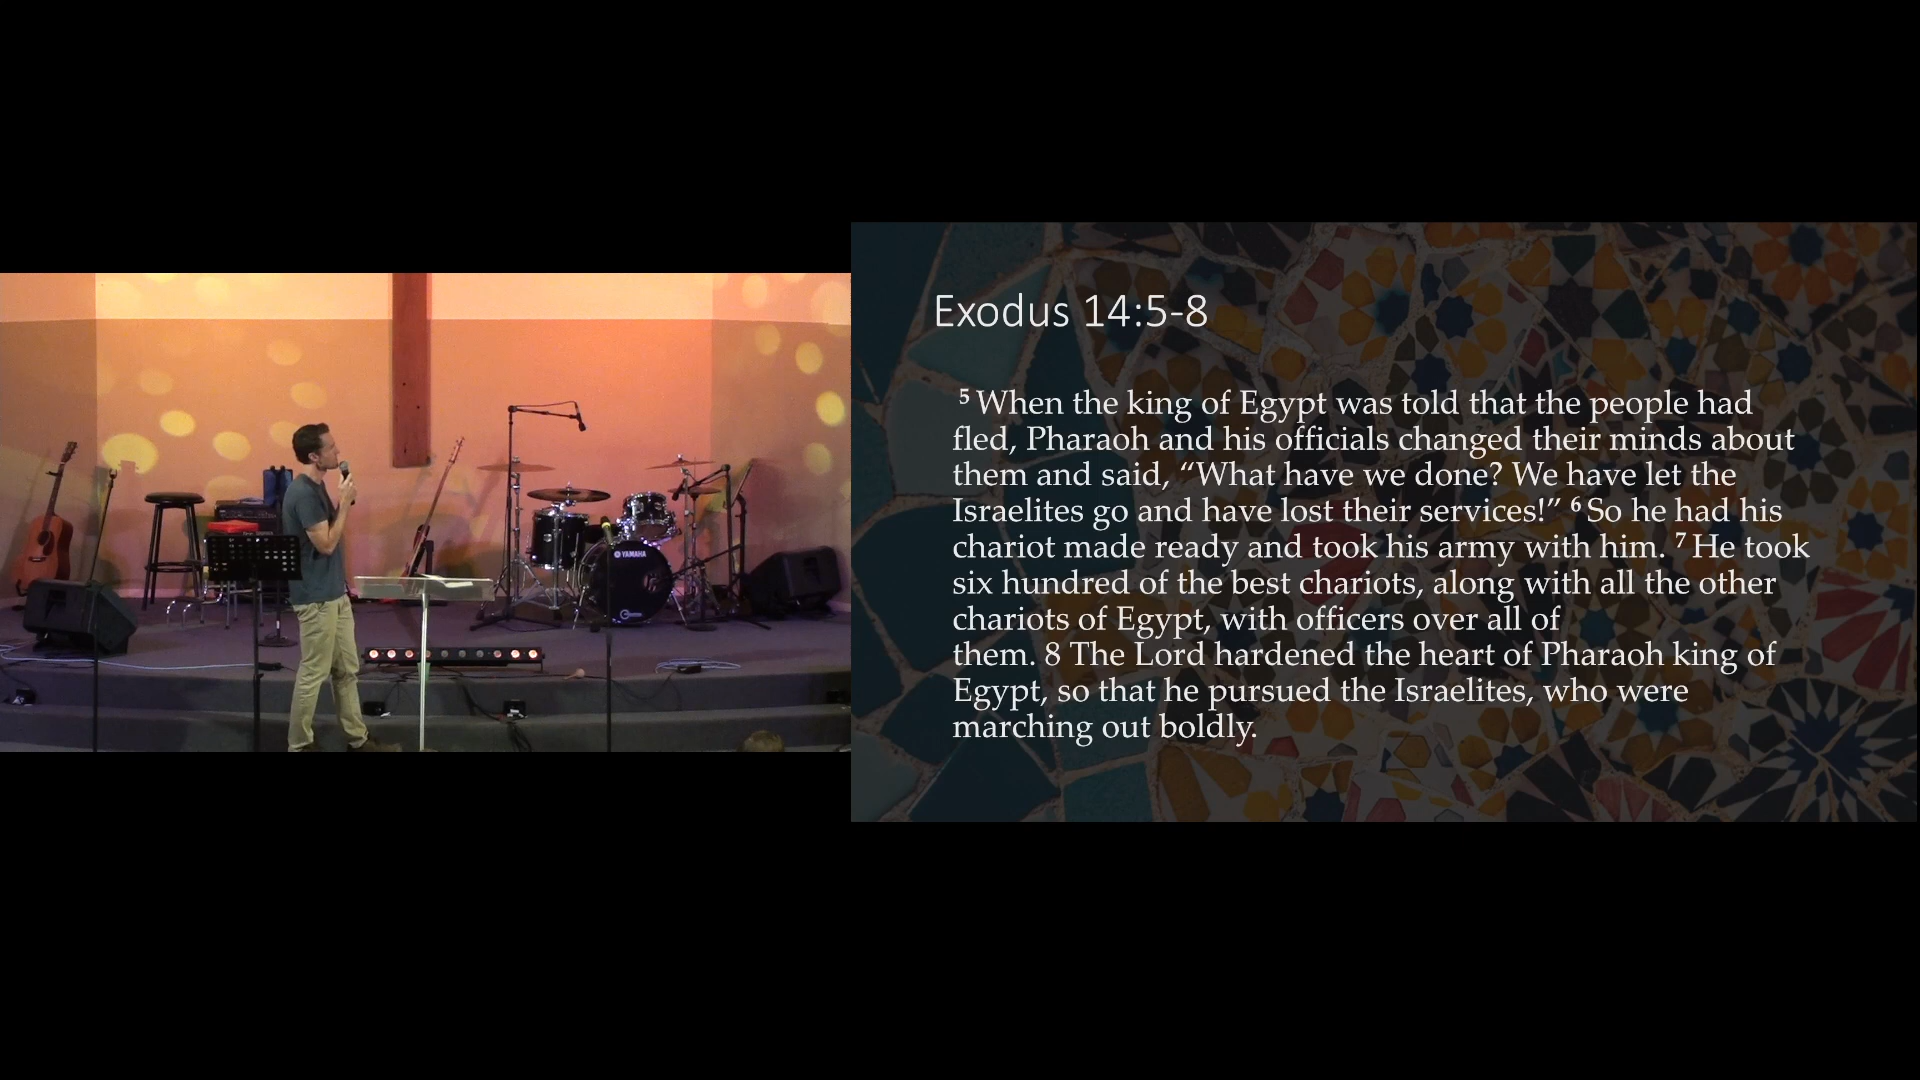 Exodus 14:5-8
⁵ When the king of Egypt was told that the people had
fled, Pharaoh and his officials changed their minds about
them and said, “What have we done? We have let the
Israelites go and have lost their services!” ⁶ So he had his
chariot made ready and took his army with him. ⁷ He took
six hundred of the best chariots, along with all the other
chariots of Egypt, with officers over all of
them. 8 The Lord hardened the heart of Pharaoh king of
Egypt, so that he pursued the Israelites, who were
marching out boldly.
YAMAHA